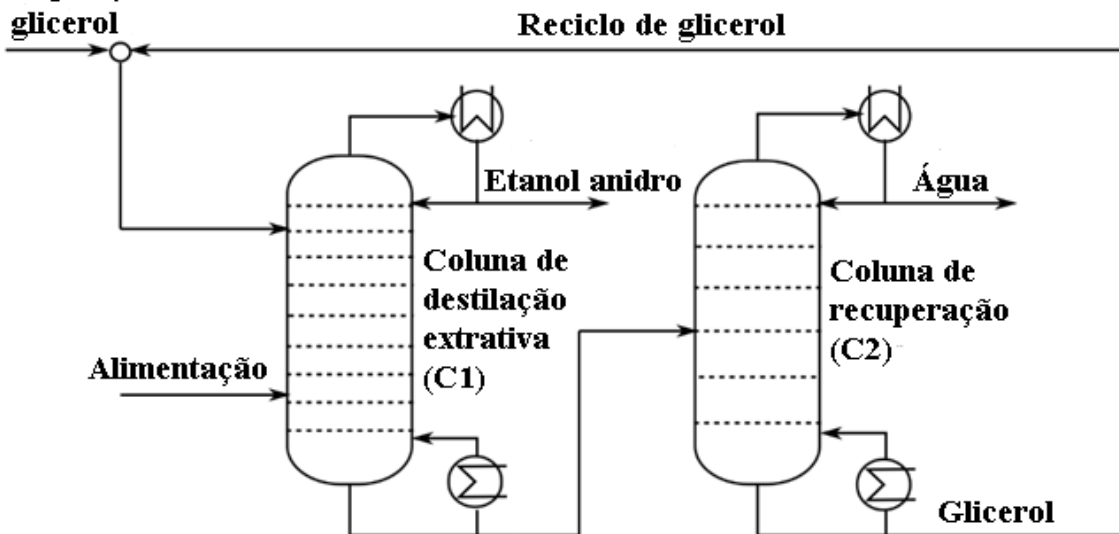 glicerol
Reciclo de glicerol
Etanol anidro
Água
Coluna de
destilação
extrativa
(C1)
Coluna de
recuperação
(C2)
Alimentação
Glicerol